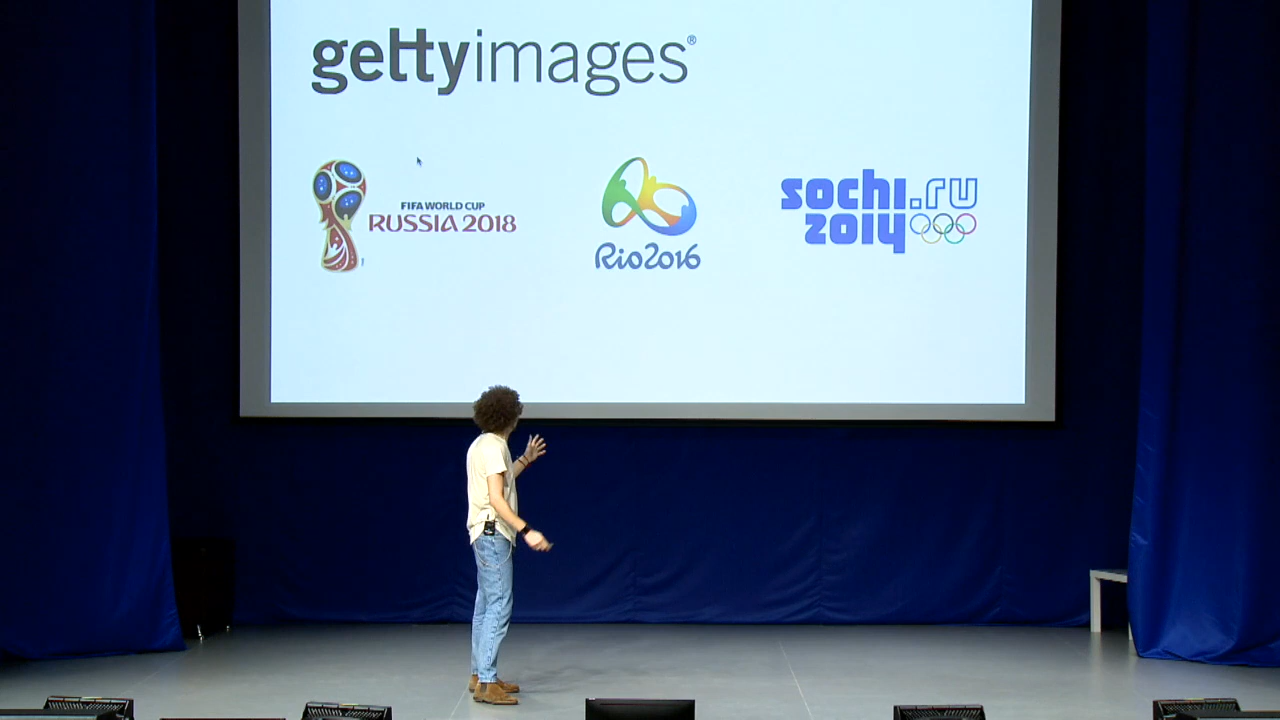 gettyimages®
FIFA WORLD CUP
RUSSIA 2018
Rio2016
sochi.ru
2014